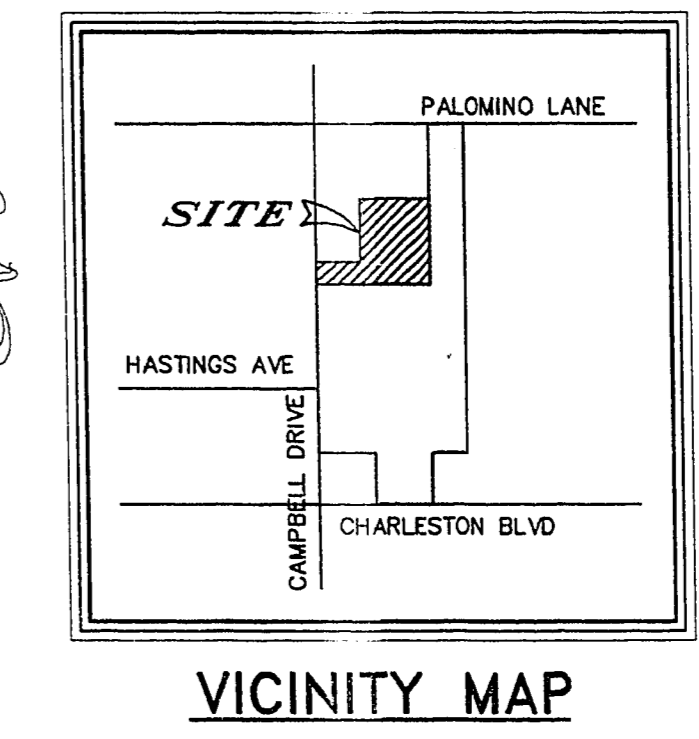 PALOMINO LANE
SITE
HASTINGS AVE
CAMPBELL DRIVE
CHARLESTON BLVD
VICINITY MAP